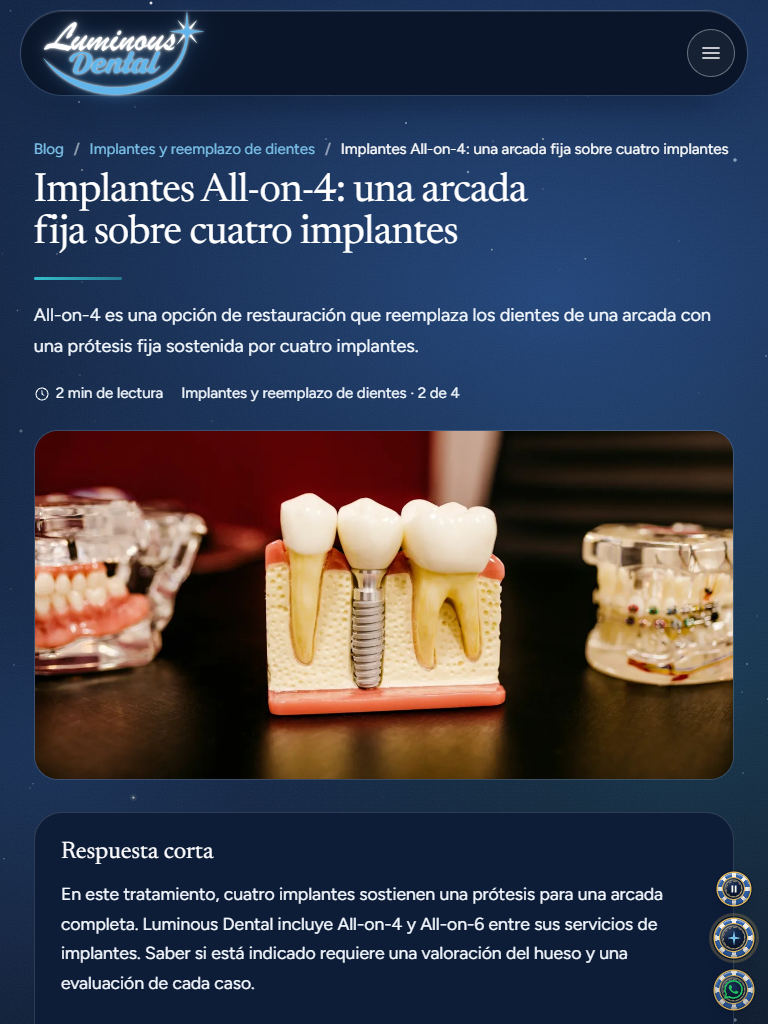 Luminous
Dental
Blog / Implantes y reemplazo de dientes / Implantes All-on-4: una arcada fija sobre cuatro implantes
Implantes All-on-4: una arcada
fija sobre cuatro implantes
All-on-4 es una opción de restauración que reemplaza los dientes de una arcada con
una prótesis fija sostenida por cuatro implantes.
2 min de lectura Implantes y reemplazo de dientes · 2 de 4
Respuesta corta
En este tratamiento, cuatro implantes sostienen una prótesis para una arcada
completa. Luminous Dental incluye All-on-4 y All-on-6 entre sus servicios de
implantes. Saber si está indicado requiere una valoración del hueso y una
evaluación de cada caso.